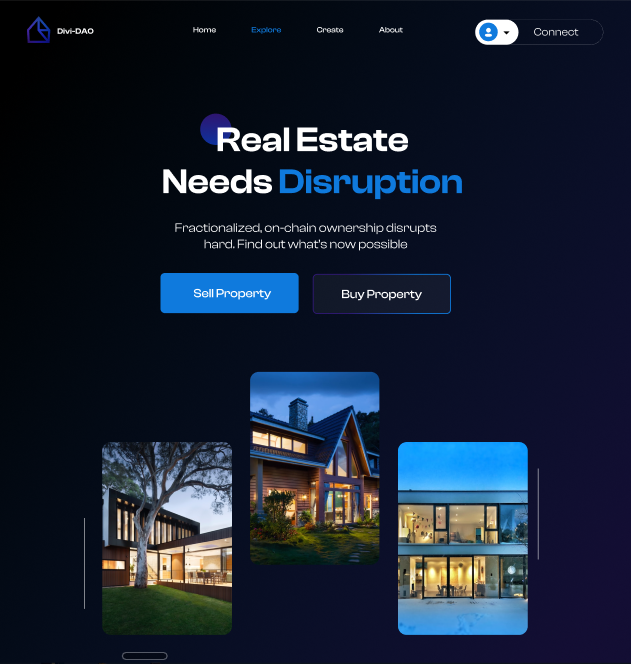 Divi-DAO
Home
Explore
Create
About
Connect
Real Estate
Needs Disruption
Fractionalized, on-chain ownership disrupts
hard. Find out what's now possible
Sell Property
Buy Property